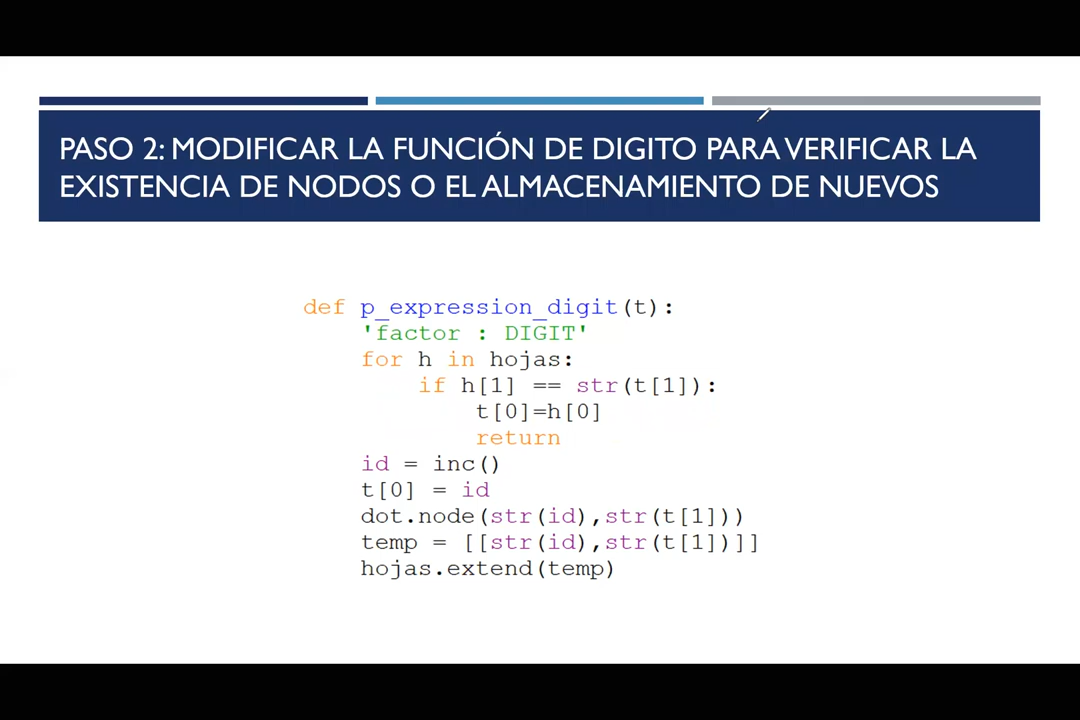 PASO 2: MODIFICAR LA FUNCIÓN DE DIGITO PARA VERIFICAR LA
EXISTENCIA DE NODOS O EL ALMACENAMIENTO DE NUEVOS
def p_expression_digit(t):
    'factor : DIGIT'
    for h in hojas:
        if h[1] == str(t[1]):
            t[0]=h[0]
            return
    id = inc()
    t[0] = id
    dot.node(str(id),str(t[1]))
    temp = [[str(id),str(t[1])]]
    hojas.extend(temp)